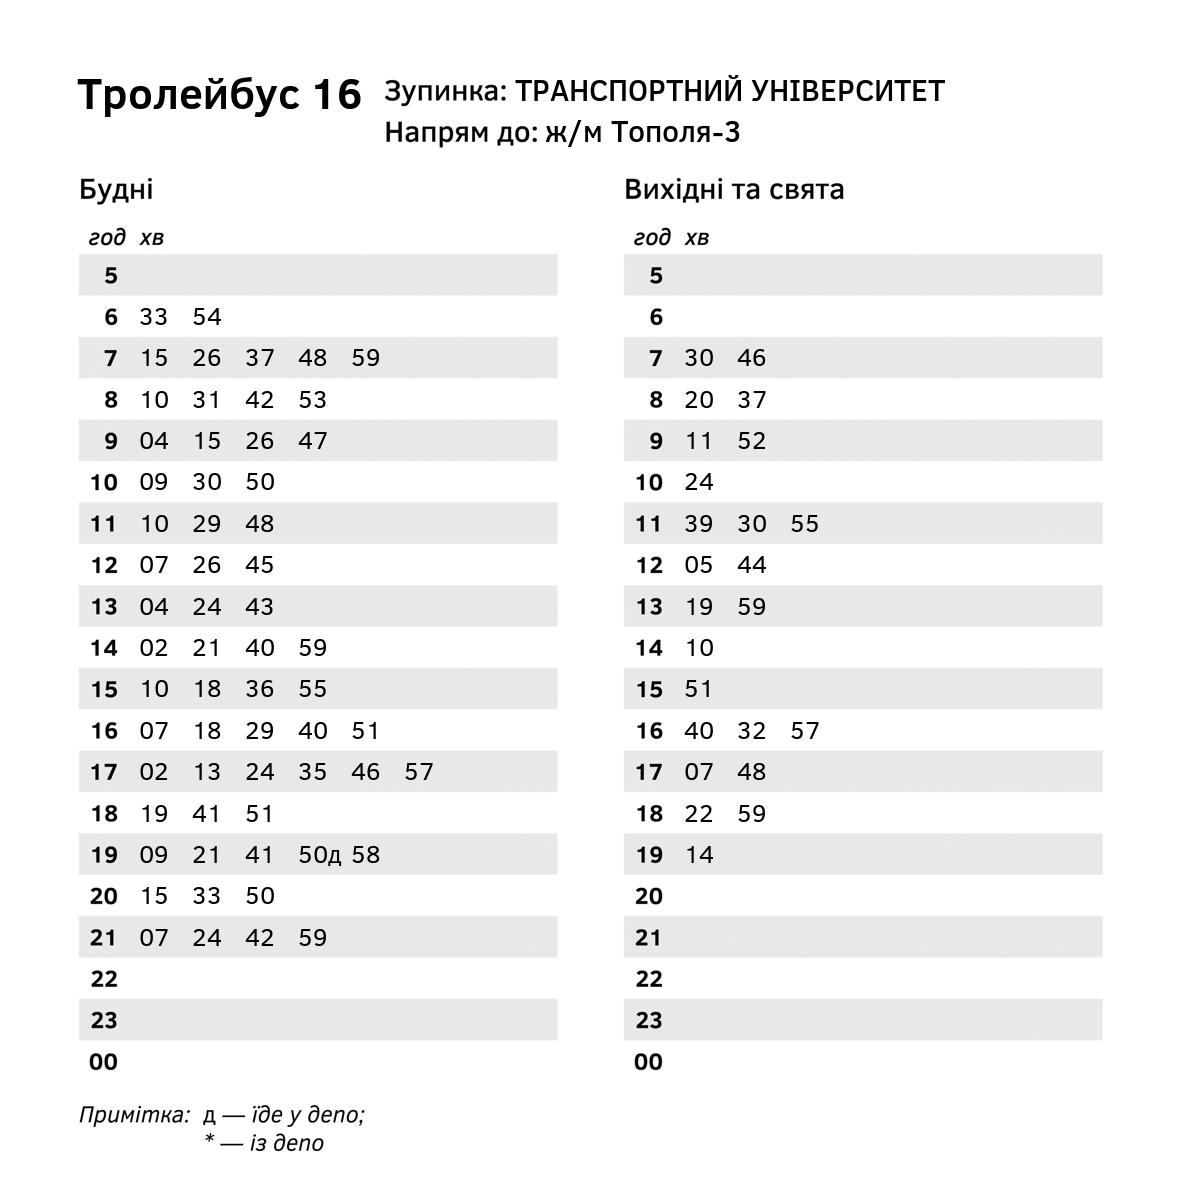 Тролейбус 16
Зупинка: ТРАНСПОРТНИЙ УНІВЕРСИТЕТ
Напрям до: ж/м Тополя-3
Будні
год хв
5
6 33 54
7 15 26 37 48 59
8 10 31 42 53
9 04 15 26 47
10 09 30 50
11 10 29 48
12 07 26 45
13 04 24 43
14 02 21 40 59
15 10 18 36 55
16 07 18 29 40 51
17 02 13 24 35 46 57
18 19 41 51
19 09 21 41 50д 58
20 15 33 50
21 07 24 42 59
22
23
00
Вихідні та свята
год хв
5
6
7 30 46
8 20 37
9 11 52
10 24
11 39 30 55
12 05 44
13 19 59
14 10
15 51
16 40 32 57
17 07 48
18 22 59
19 14
20
21
22
23
00
Примітка: д — їде у депо;
* — із депо